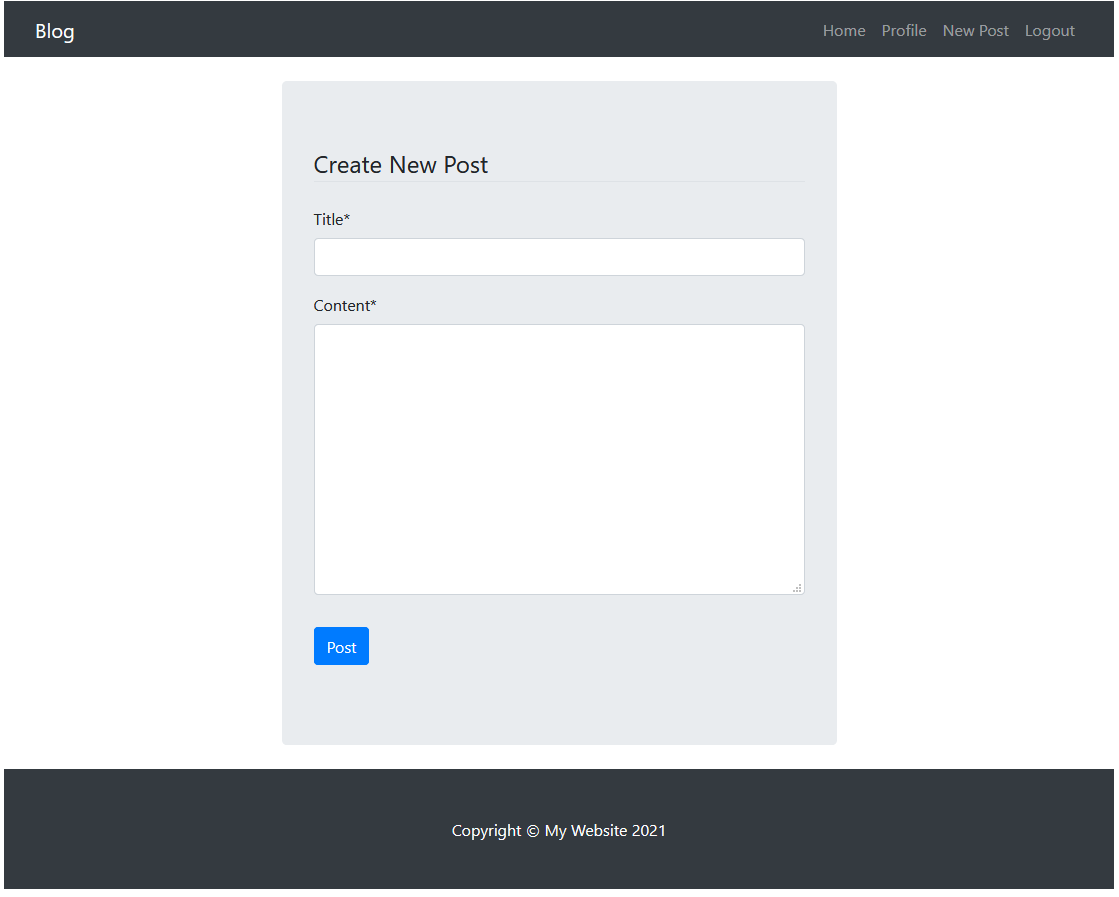 Blog Home Profile New Post Logout
Create New Post
Title*
Content*
Post
Copyright © My Website 2021